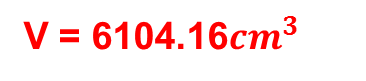 V = 6104.16cm³